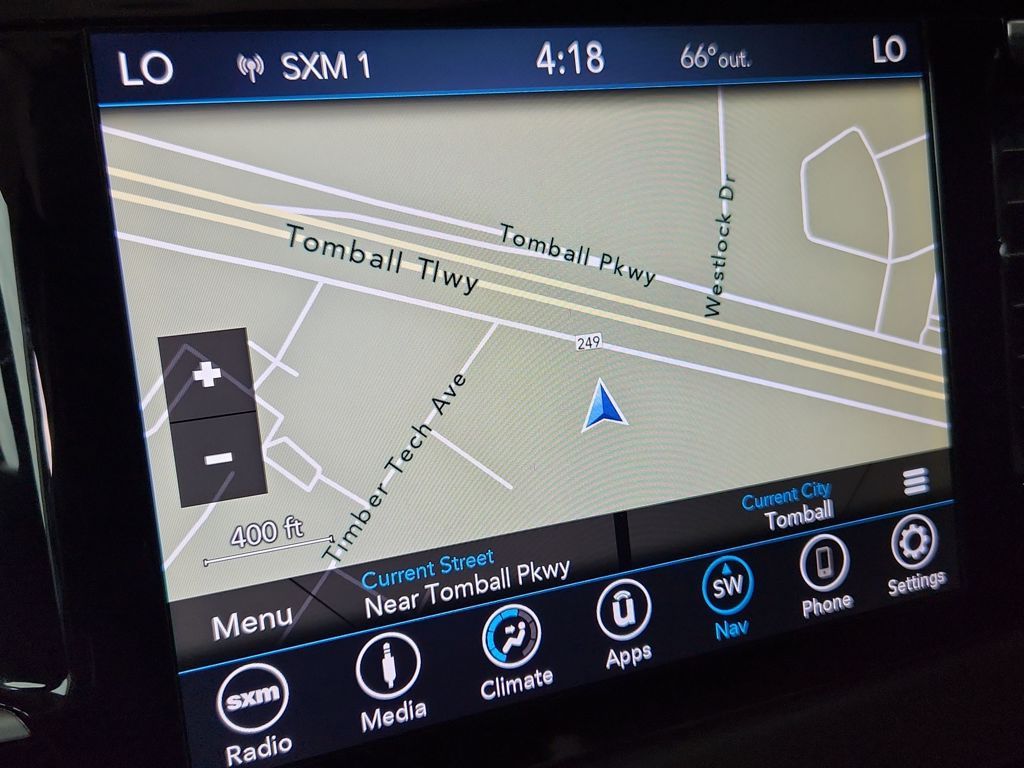 LO
SXM 1
4:18
66° out.
LO
Tomball Tlwy
Tomball Pkwy
Westlock Dr
249
Timber Tech Ave
+
-
400 ft
Menu
Current Street
Near Tomball Pkwy
Current City
Tomball
sxm
Radio
Media
Climate
u
Apps
SW
Nav
Phone
Settings